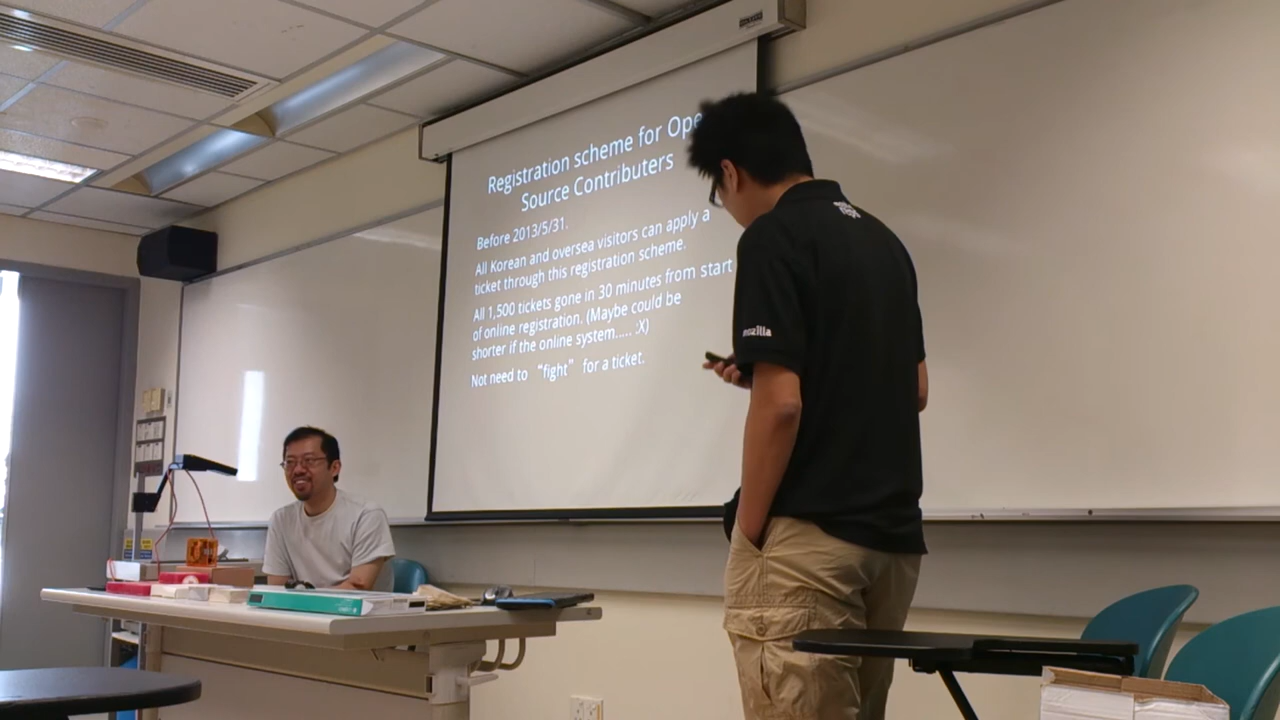 Registration scheme for Ope
Source Contributers
Before 2013/5/31.
All Korean and oversea visitors can apply a
ticket through this registration scheme.
All 1,500 tickets gone in 30 minutes from start
of online registration. (Maybe could be
shorter if the online system..... :X)
Not need to “fight” for a ticket.
mozilla